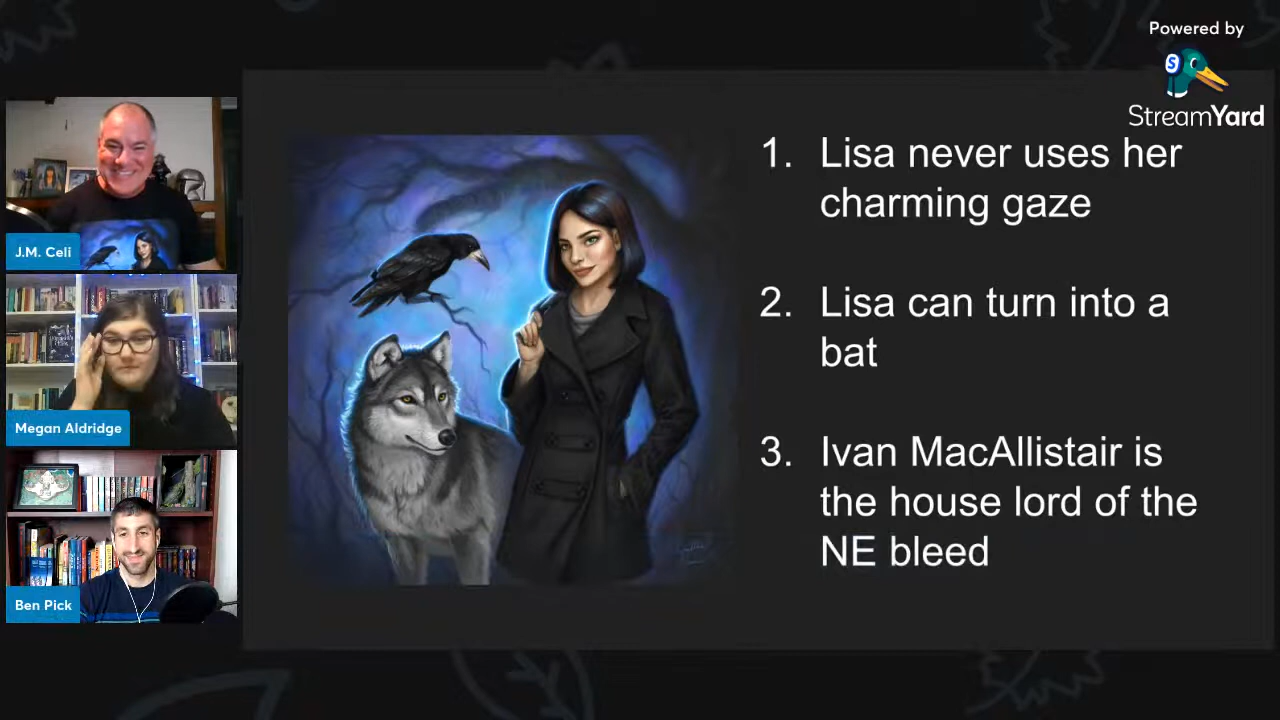 Powered by
StreamYard
J.M. Celi
Megan Aldridge
Ben Pick
1. Lisa never uses her
charming gaze
2. Lisa can turn into a
bat
3. Ivan MacAllistair is
the house lord of the
NE bleed